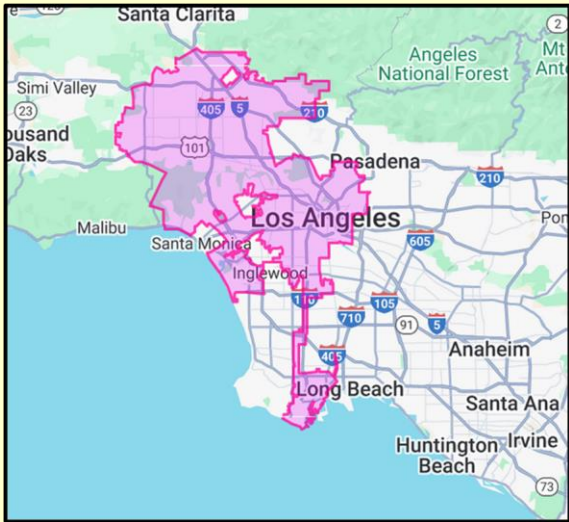 Santa Clarita
2
Angeles
National Forest
Mt
Anto
Simi Valley
405
5
210
23
ousand
Oaks
101
Pasadena
210
Los Angeles
Pom
Malibu
Santa Monica
605
Inglewood
110
105
710
91
5
405
Anaheim
Long Beach
Santa Ana
Huntington
Beach
Irvine
73